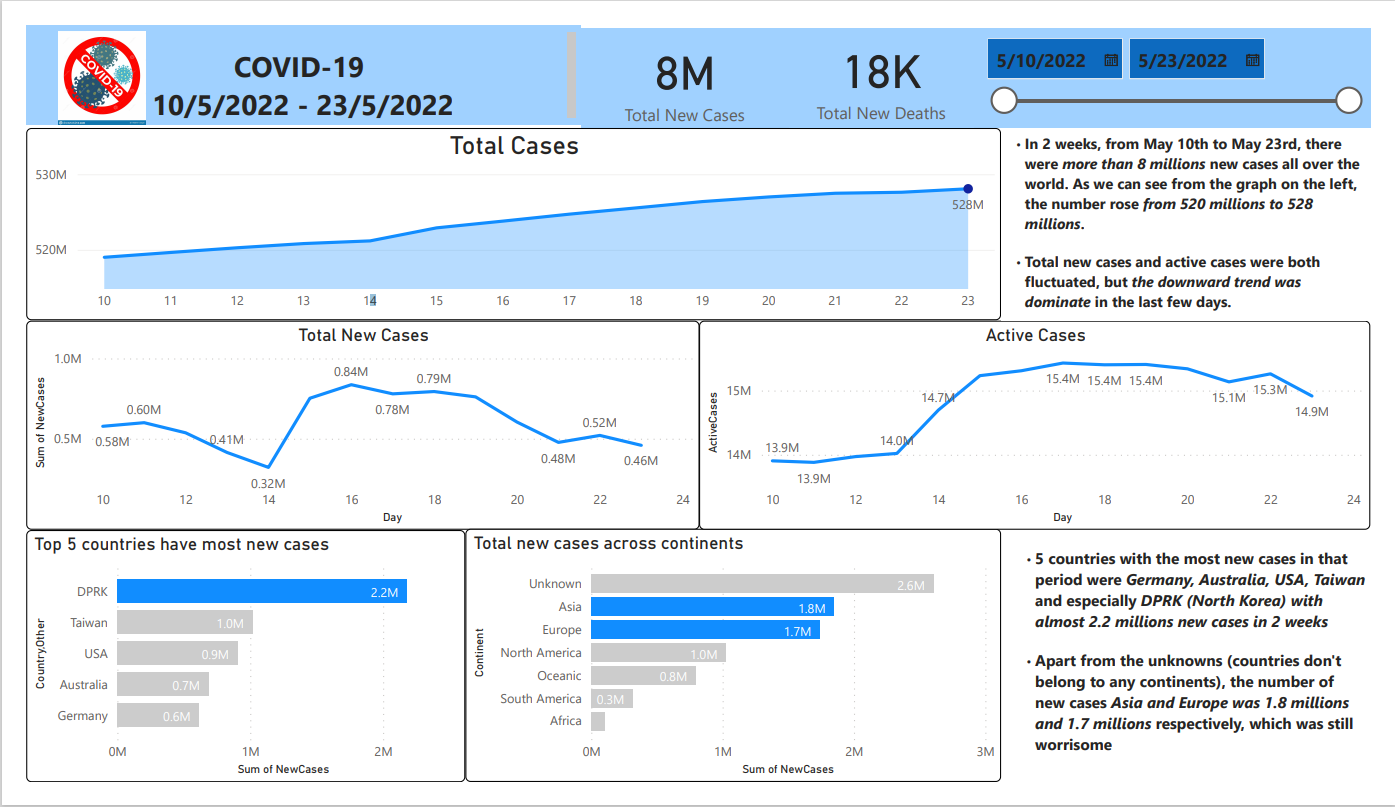 COVID-19
COVID-19
10/5/2022 - 23/5/2022
8M
Total New Cases
18K
Total New Deaths
5/10/2022
5/23/2022
Total Cases
530M
520M
528M
10 11 12 13 14 15 16 17 18 19 20 21 22 23
• In 2 weeks, from May 10th to May 23rd, there
were more than 8 millions new cases all over the
world. As we can see from the graph on the left,
the number rose from 520 millions to 528
millions.
• Total new cases and active cases were both
fluctuated, but the downward trend was
dominate in the last few days.
Total New Cases
Sum of NewCases
1.0M
0.5M
0.58M
0.60M
0.41M
0.32M
0.84M
0.78M
0.79M
0.48M
0.52M
0.46M
10 12 14 16 18 20 22 24
Day
Active Cases
ActiveCases
15M
14M
13.9M
13.9M
14.0M
14.7M
15.4M
15.4M
15.4M
15.1M
15.3M
14.9M
10 12 14 16 18 20 22 24
Day
Top 5 countries have most new cases
Country,Other
DPRK 2.2M
Taiwan 1.0M
USA 0.9M
Australia 0.7M
Germany 0.6M
0M 1M 2M
Sum of NewCases
Total new cases across continents
Continent
Unknown 2.6M
Asia 1.8M
Europe 1.7M
North America 1.0M
Oceanic 0.8M
South America 0.3M
Africa
0M 1M 2M 3M
Sum of NewCases
• 5 countries with the most new cases in that
period were Germany, Australia, USA, Taiwan
and especially DPRK (North Korea) with
almost 2.2 millions new cases in 2 weeks
• Apart from the unknowns (countries don't
belong to any continents), the number of
new cases Asia and Europe was 1.8 millions
and 1.7 millions respectively, which was still
worrisome